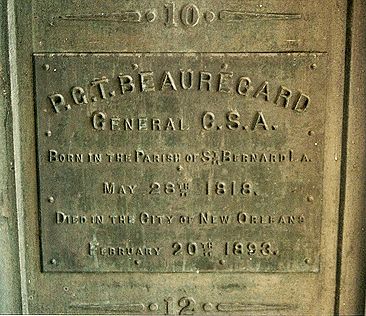 10
P.G.T. BEAUREGARD
GENERAL C.S.A.
BORN IN THE PARISH OF ST BERNARD LA.
MAY 28TH 1818.
DIED IN THE CITY OF NEW ORLEANS
FEBRUARY 20TH 1893.
12